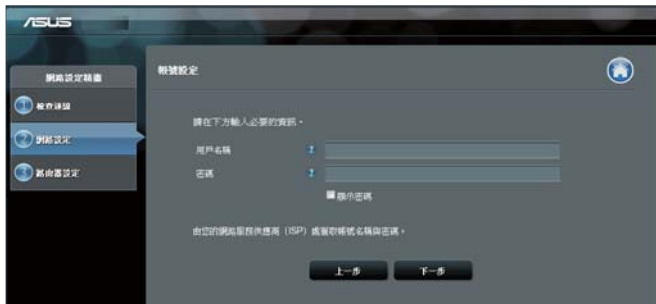 ASUS
網路設定精靈
1 檢查連線
2 網路設定
3 路由器設定
帳號設定
請在下方輸入必要的資訊。
用戶名稱 ?
密碼 ?
顯示密碼
由您的網路服務供應商 (ISP) 處獲取帳號名稱與密碼。
上一步 下一步